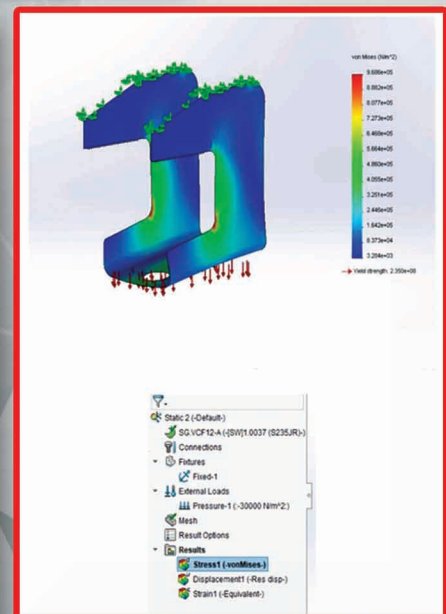 von Mises (N/m^2)
9.686e+05
8.882e+05
8.077e+05
7.273e+05
6.468e+05
5.664e+05
4.860e+05
4.055e+05
3.251e+05
2.446e+05
1.642e+05
8.373e+04
3.284e+03
Yield strength: 2.350e+08
Static 2 (-Default-)
SG.VCF12-A (-[SW]1.0037 (S235JR)-)
Connections
Fixtures
Fixed-1
External Loads
Pressure-1 (:-30000 N/m^2:)
Mesh
Result Options
Results
Stress1 (-vonMises-)
Displacement1 (-Res disp-)
Strain1 (-Equivalent-)